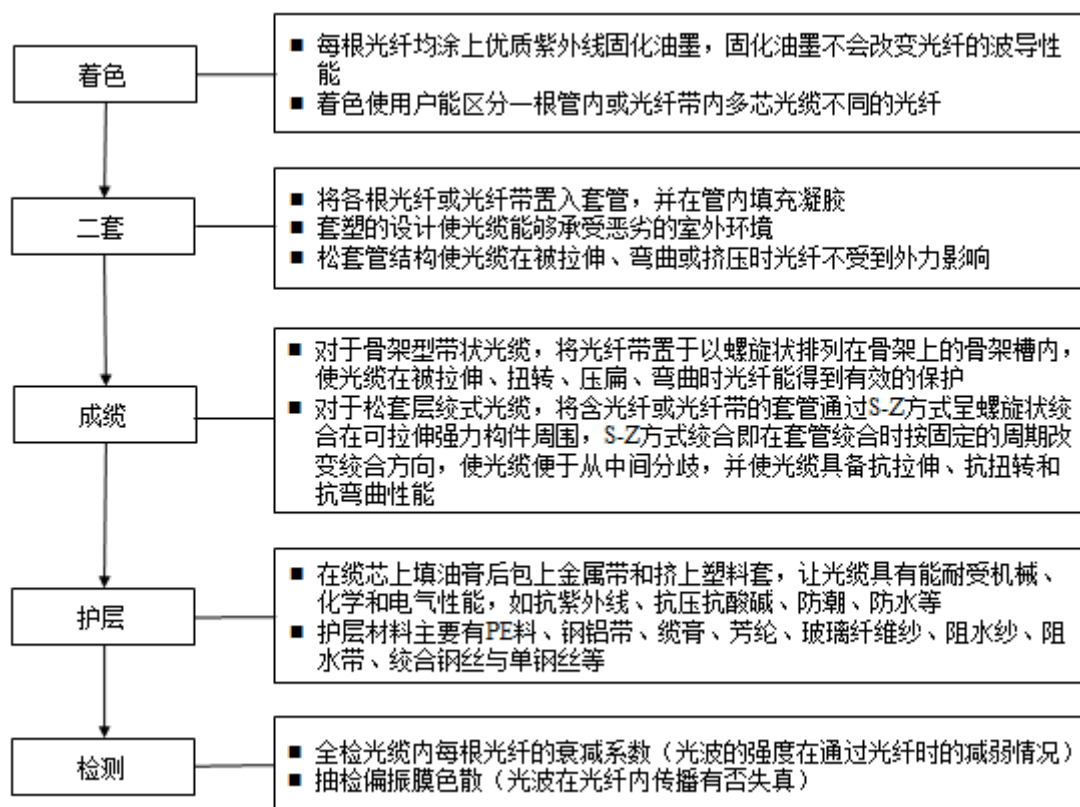 着色
■ 每根光纤均涂上优质紫外线固化油墨，固化油墨不会改变光纤的波导性
能
■ 着色使用户能区分一根管内或光纤带内多芯光缆不同的光纤
二套
■ 将各根光纤或光纤带置入套管，并在管内填充凝胶
■ 套塑的设计使光缆能够承受恶劣的室外环境
■ 松套管结构使光缆在被拉伸、弯曲或挤压时光纤不受到外力影响
成缆
■ 对于骨架型带状光缆，将光纤带置于以螺旋状排列在骨架上的骨架槽内，
使光缆在被拉伸、扭转、压扁、弯曲时光纤能得到有效的保护
■ 对于松套层绞式光缆，将含光纤或光纤带的套管通过S-Z方式呈螺旋状绞
合在可拉伸强力构件周围，S-Z方式绞合即在套管绞合时按固定的周期改
变绞合方向，使光缆便于从中间分歧，并使光缆具备抗拉伸、抗扭转和
抗弯曲性能
护层
■ 在缆芯上填油膏后包上金属带和挤上塑料套，让光缆具有能耐受机械、
化学和电气性能，如抗紫外线、抗压抗酸碱、防潮、防水等
■ 护层材料主要有PE料、钢铝带、缆膏、芳纶、玻璃纤维纱、阻水纱、阻
水带、绞合钢丝与单钢丝等
检测
■ 全检光缆内每根光纤的衰减系数（光波的强度在通过光纤时的减弱情况）
■ 抽检偏振膜色散（光波在光纤内传播有否失真）